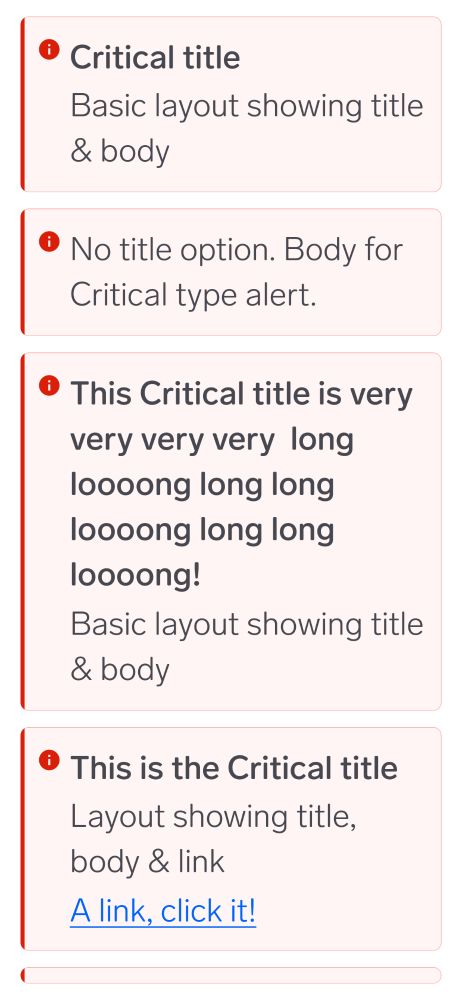 Critical title
Basic layout showing title
& body
No title option. Body for
Critical type alert.
This Critical title is very
very very very  long
loooong long long
loooong long long
loooong!
Basic layout showing title
& body
This is the Critical title
Layout showing title,
body & link
A link, click it!